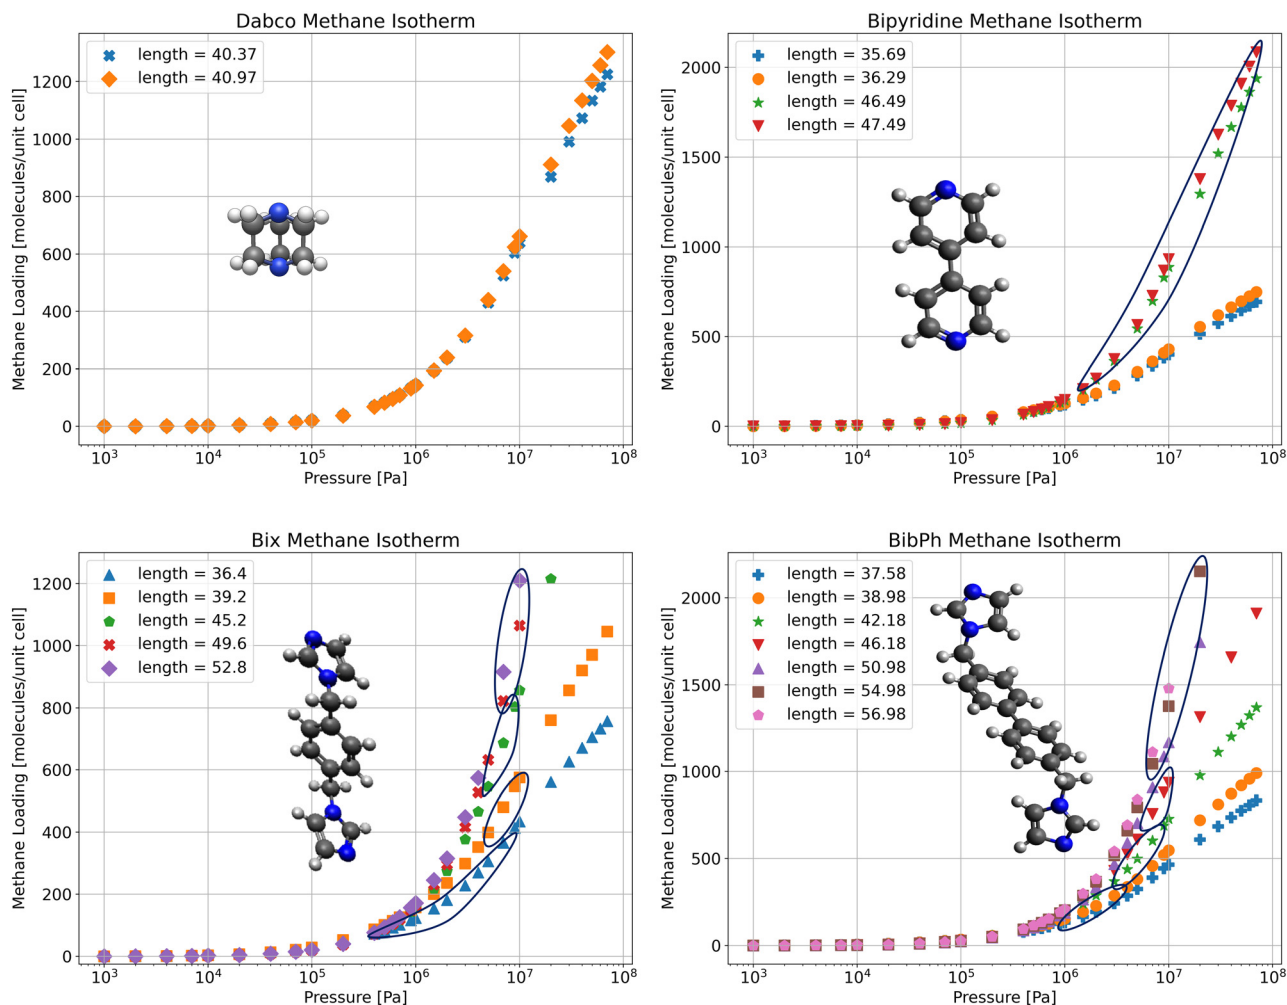 Dabco Methane Isotherm
length = 40.37
length = 40.97
Methane Loading [molecules/unit cell]
1200
1000
800
600
400
200
0
10³ 10⁴ 10⁵ 10⁶ 10⁷ 10⁸
Pressure [Pa]
Bipyridine Methane Isotherm
length = 35.69
length = 36.29
length = 46.49
length = 47.49
Methane Loading [molecules/unit cell]
2000
1500
1000
500
0
10³ 10⁴ 10⁵ 10⁶ 10⁷ 10⁸
Pressure [Pa]
Bix Methane Isotherm
length = 36.4
length = 39.2
length = 45.2
length = 49.6
length = 52.8
Methane Loading [molecules/unit cell]
1200
1000
800
600
400
200
0
10³ 10⁴ 10⁵ 10⁶ 10⁷ 10⁸
Pressure [Pa]
BibPh Methane Isotherm
length = 37.58
length = 38.98
length = 42.18
length = 46.18
length = 50.98
length = 54.98
length = 56.98
Methane Loading [molecules/unit cell]
2000
1500
1000
500
0
10³ 10⁴ 10⁵ 10⁶ 10⁷ 10⁸
Pressure [Pa]